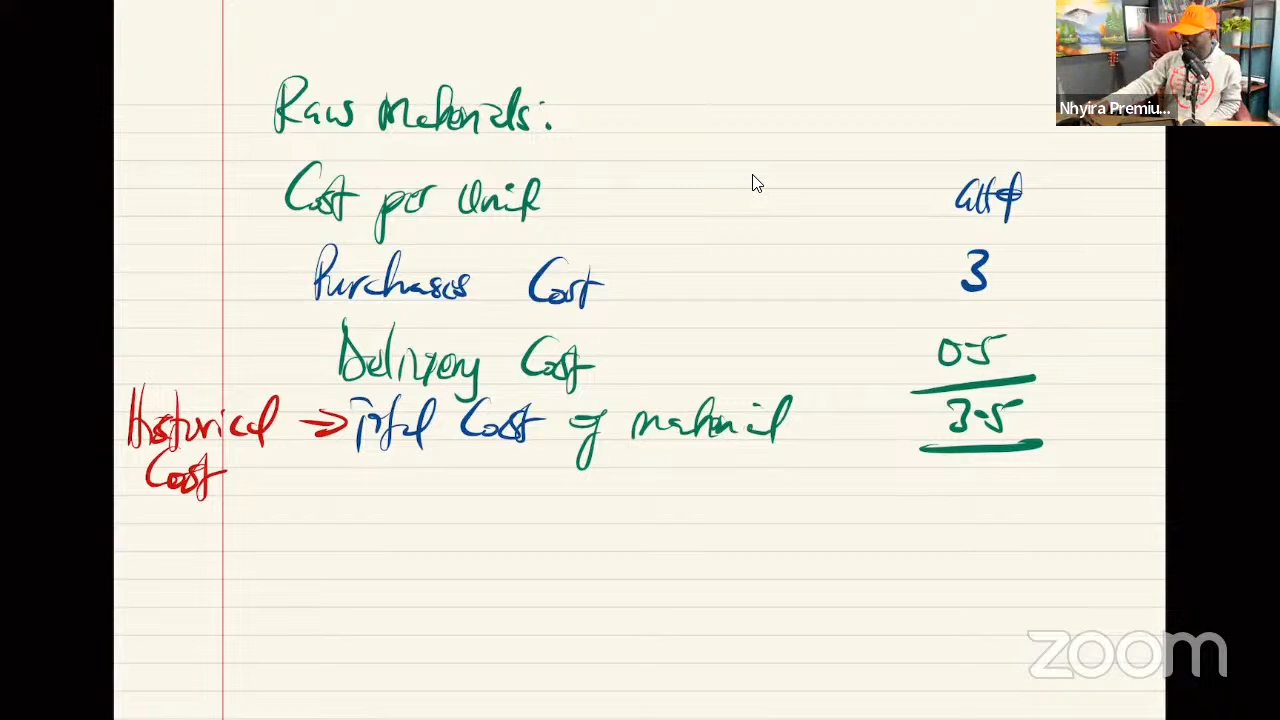 Nhyira Premiu...
Raw Materials:
Cost per Unit
GH¢
Purchases Cost 3
Delivery Cost 0.5
Historical Cost → Total Cost of material 3.5
zoom